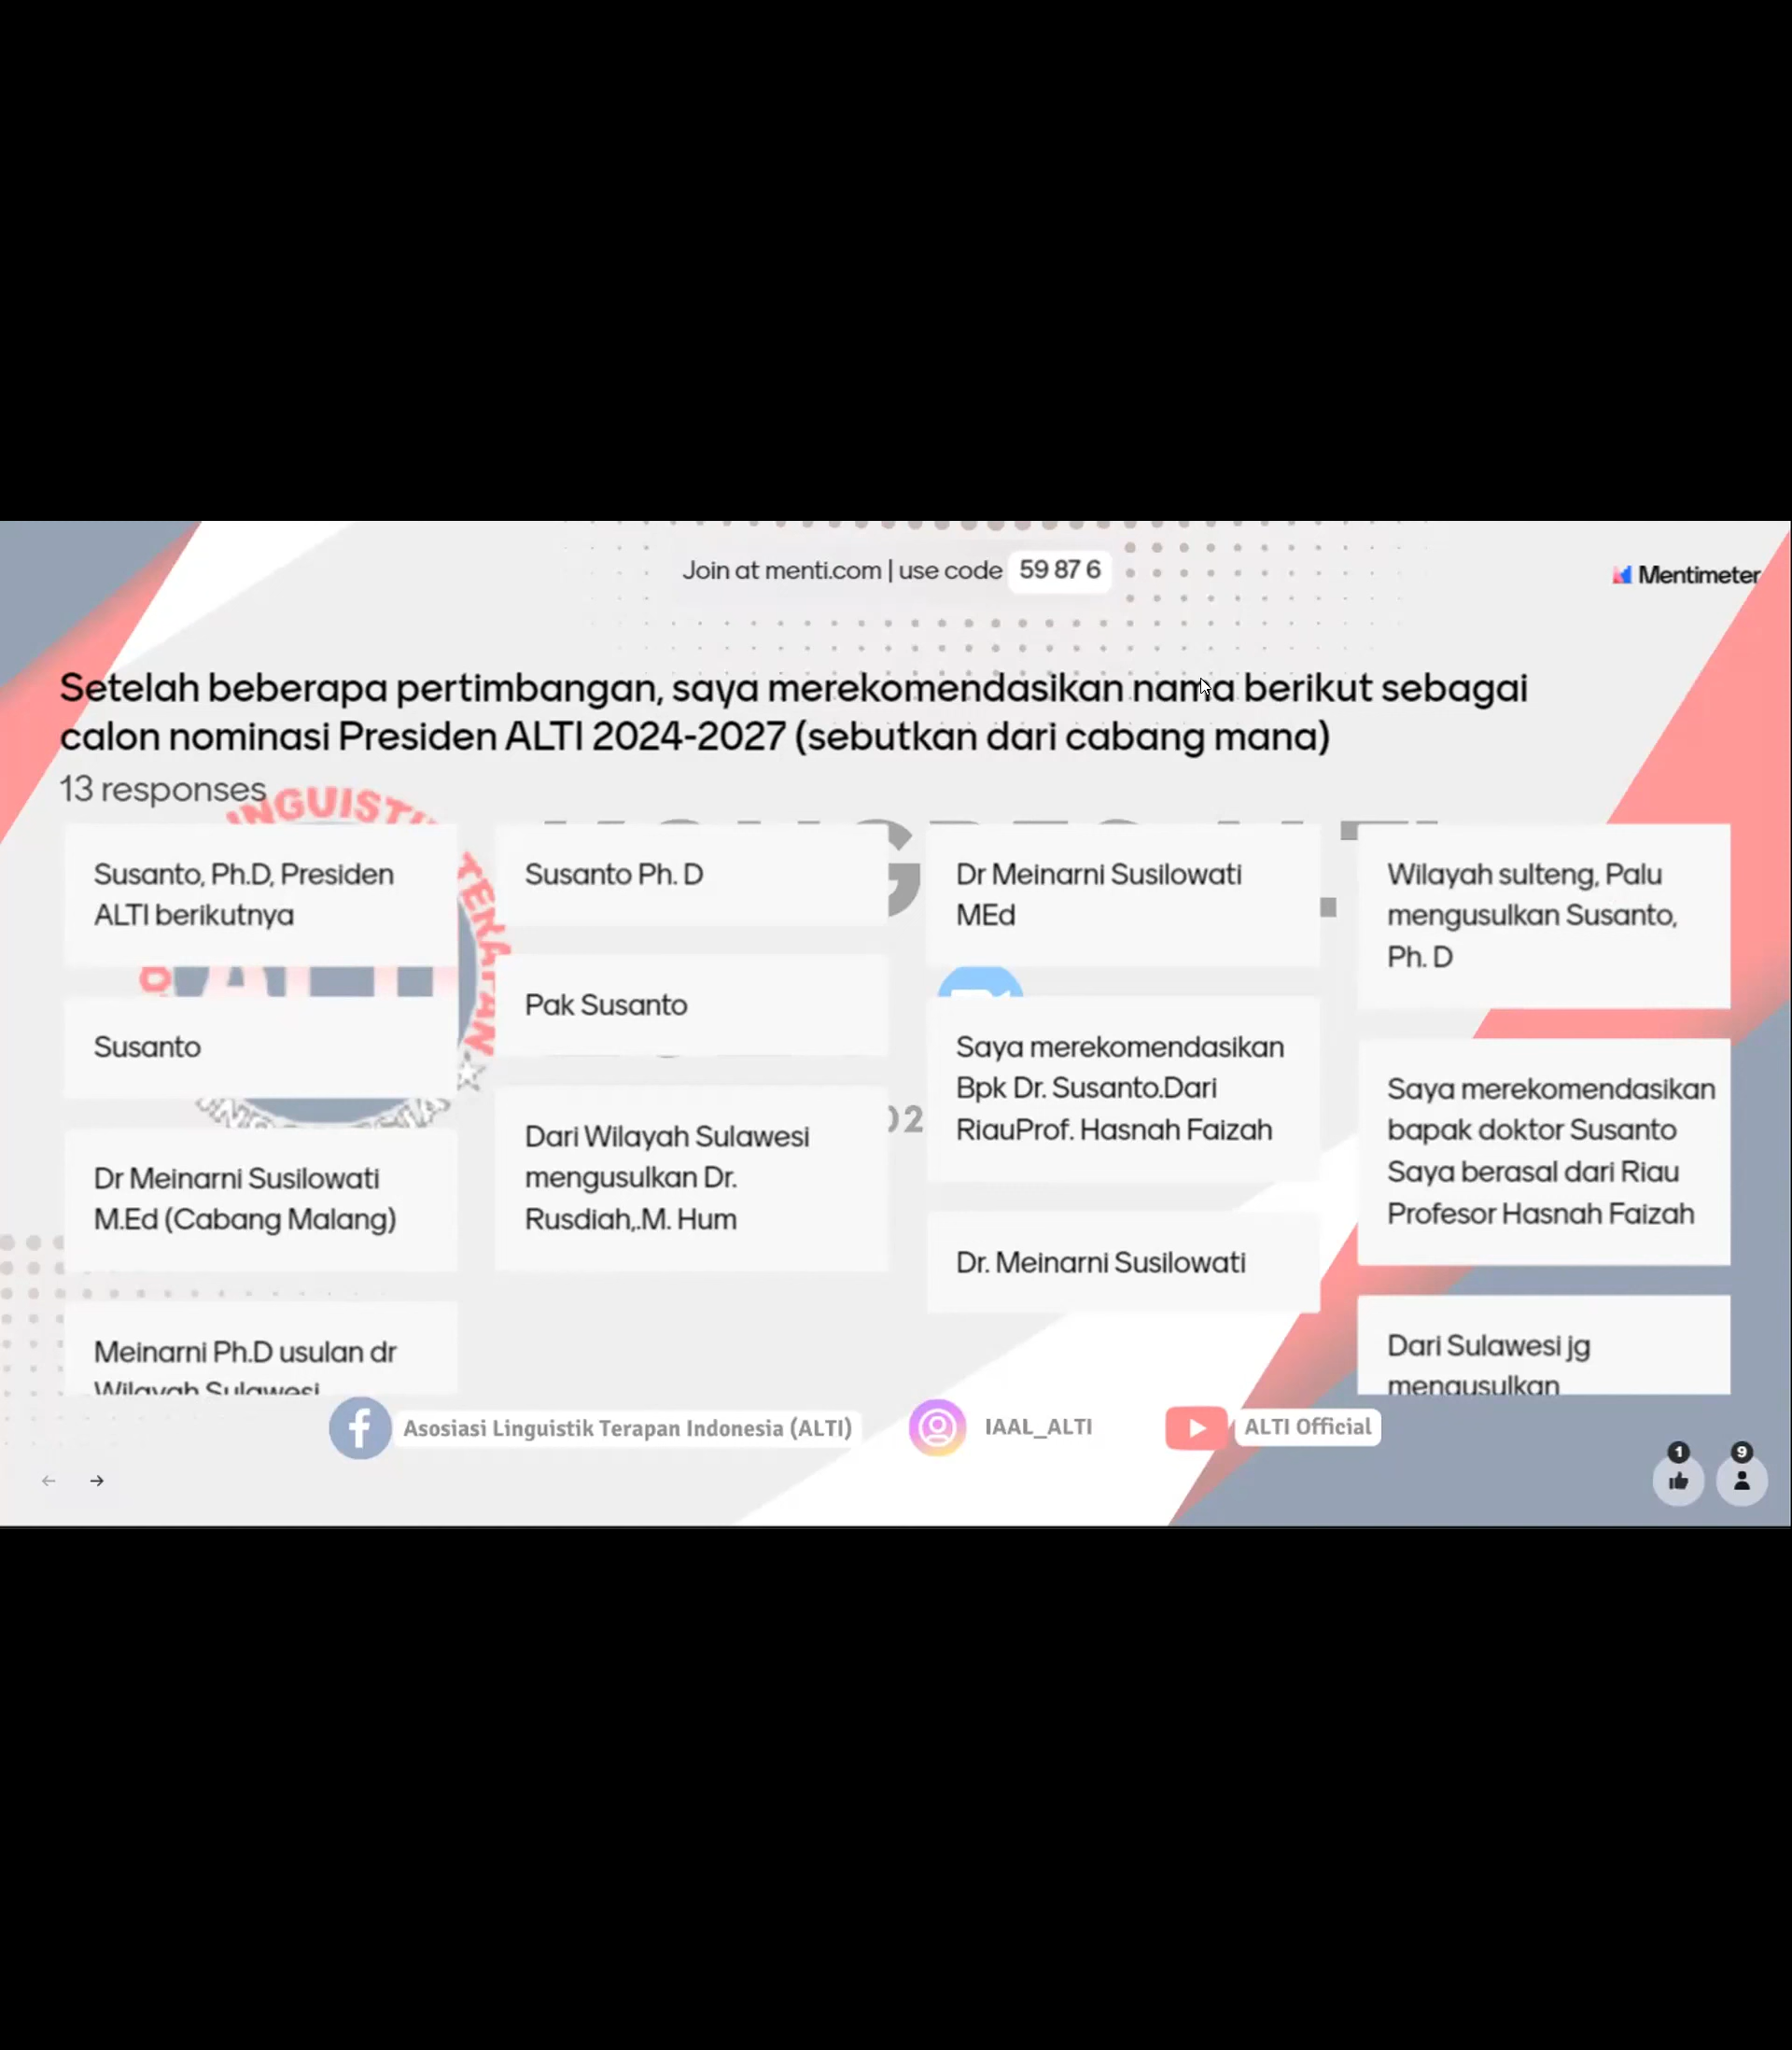 Join at menti.com | use code 59 87 6
Mentimeter
Setelah beberapa pertimbangan, saya merekomendasikan nama berikut sebagai
calon nominasi Presiden ALTI 2024-2027 (sebutkan dari cabang mana)
13 responses
Susanto, Ph.D, Presiden
ALTI berikutnya
Susanto
Dr Meinarni Susilowati
M.Ed (Cabang Malang)
Meinarni Ph.D usulan dr
Wilayah Sulawesi
Susanto Ph. D
Pak Susanto
Dari Wilayah Sulawesi
mengusulkan Dr.
Rusdiah,.M. Hum
Dr Meinarni Susilowati
MEd
Saya merekomendasikan
Bpk Dr. Susanto.Dari
RiauProf. Hasnah Faizah
Dr. Meinarni Susilowati
Wilayah sulteng, Palu
mengusulkan Susanto,
Ph. D
Saya merekomendasikan
bapak doktor Susanto
Saya berasal dari Riau
Profesor Hasnah Faizah
Dari Sulawesi jg
mengusulkan
Asosiasi Linguistik Terapan Indonesia (ALTI)
IAAL_ALTI
ALTI Official
1
9